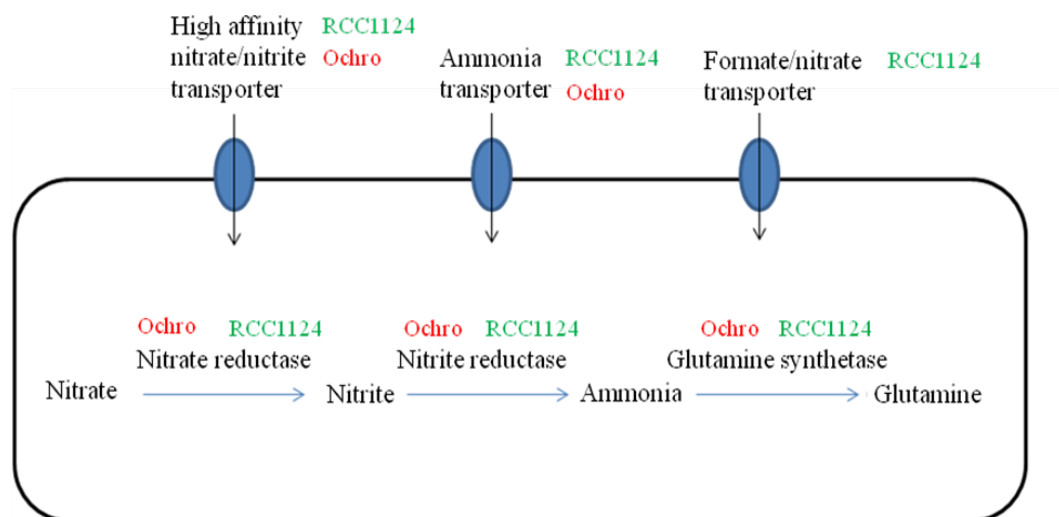 High affinity RCC1124
nitrate/nitrite Ochro
transporter
Ammonia RCC1124
transporter Ochro
Formate/nitrate RCC1124
transporter
Ochro RCC1124
Nitrate reductase
Ochro RCC1124
Nitrite reductase
Ochro RCC1124
Glutamine synthetase
Nitrate Nitrite Ammonia Glutamine